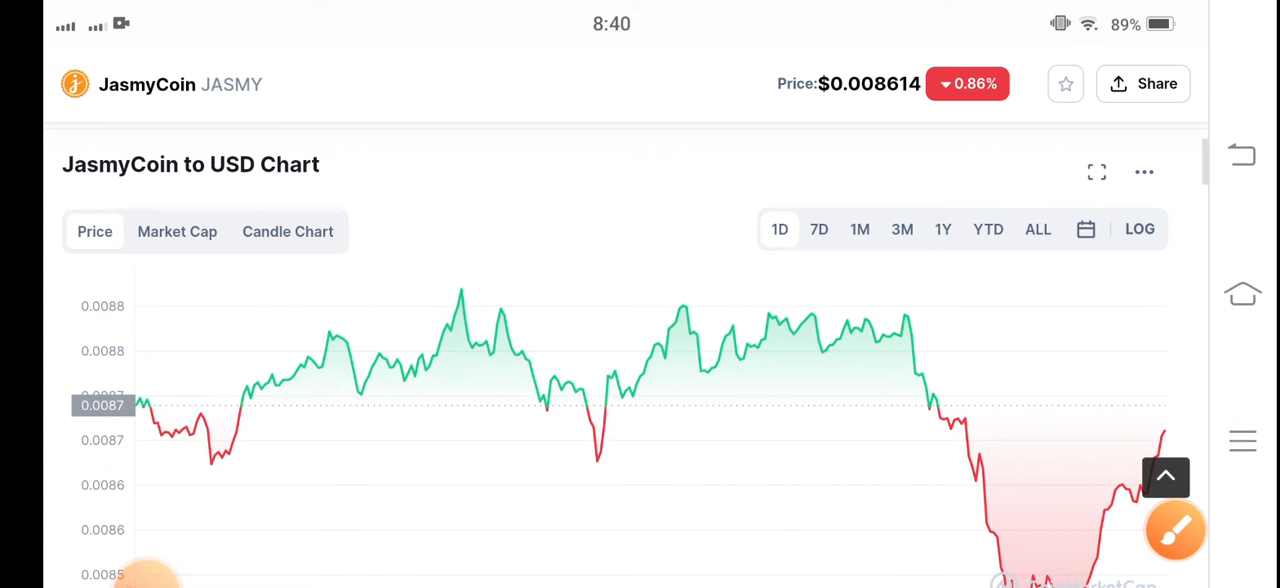 8:40
89%
JasmyCoin JASMY
Price:$0.008614
0.86%
Share
JasmyCoin to USD Chart
Price
Market Cap
Candle Chart
1D
7D
1M
3M
1Y
YTD
ALL
LOG
0.0088
0.0088
0.0087
0.0087
0.0086
0.0086
0.0085